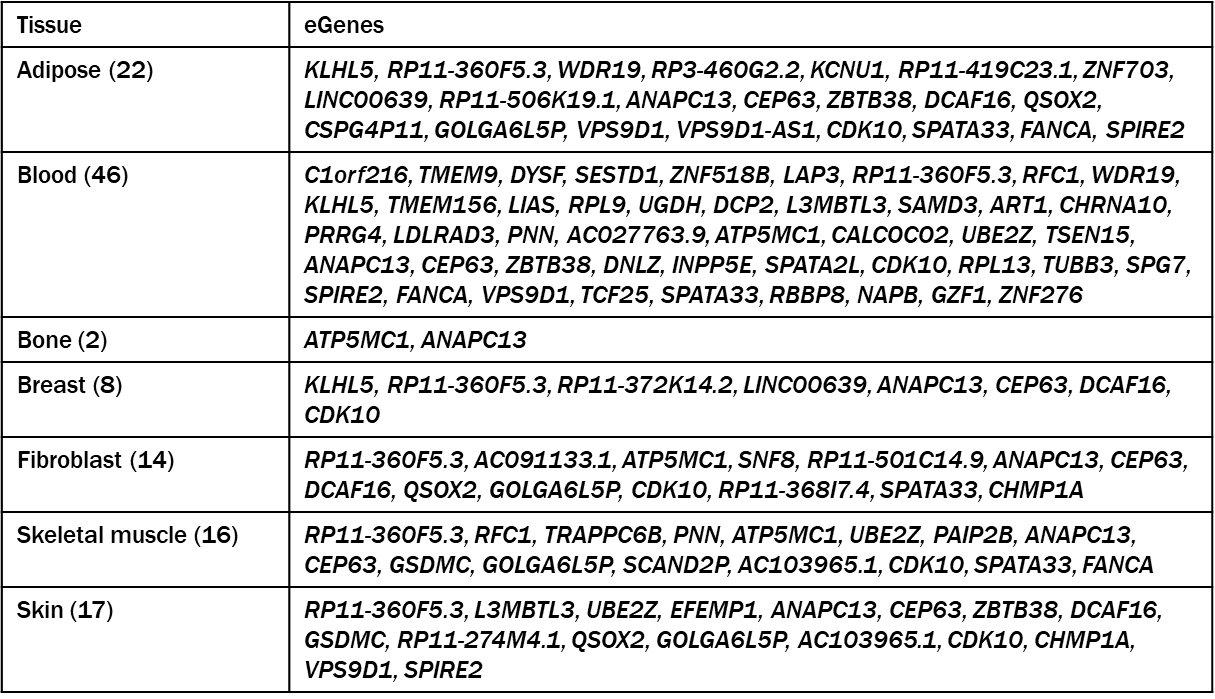 Tissue eGenes
Adipose (22) KLHL5, RP11-360F5.3, WDR19, RP3-460G2.2, KCNU1, RP11-419C23.1, ZNF703,
LINC00639, RP11-506K19.1, ANAPC13, CEP63, ZBTB38, DCAF16, QSOX2,
CSPG4P11, GOLGA6L5P, VPS9D1, VPS9D1-AS1, CDK10, SPATA33, FANCA, SPIRE2
Blood (46) C1orf216, TMEM9, DYSF, SESTD1, ZNF518B, LAP3, RP11-360F5.3, RFC1, WDR19,
KLHL5, TMEM156, LIAS, RPL9, UGDH, DCP2, L3MBTL3, SAMD3, ART1, CHRNA10,
PRRG4, LDLRAD3, PNN, AC027763.9, ATP5MC1, CALCOCO2, UBE2Z, TSEN15,
ANAPC13, CEP63, ZBTB38, DNLZ, INPP5E, SPATA2L, CDK10, RPL13, TUBB3, SPG7,
SPIRE2, FANCA, VPS9D1, TCF25, SPATA33, RBBP8, NAPB, GZF1, ZNF276
Bone (2) ATP5MC1, ANAPC13
Breast (8) KLHL5, RP11-360F5.3, RP11-372K14.2, LINC00639, ANAPC13, CEP63, DCAF16,
CDK10
Fibroblast (14) RP11-360F5.3, AC091133.1, ATP5MC1, SNF8, RP11-501C14.9, ANAPC13, CEP63,
DCAF16, QSOX2, GOLGA6L5P, CDK10, RP11-368I7.4, SPATA33, CHMP1A
Skeletal muscle (16) RP11-360F5.3, RFC1, TRAPPC6B, PNN, ATP5MC1, UBE2Z, PAIP2B, ANAPC13,
CEP63, GSDMC, GOLGA6L5P, SCAND2P, AC103965.1, CDK10, SPATA33, FANCA
Skin (17) RP11-360F5.3, L3MBTL3, UBE2Z, EFEMP1, ANAPC13, CEP63, ZBTB38, DCAF16,
GSDMC, RP11-274M4.1, QSOX2, GOLGA6L5P, AC103965.1, CDK10, CHMP1A,
VPS9D1, SPIRE2